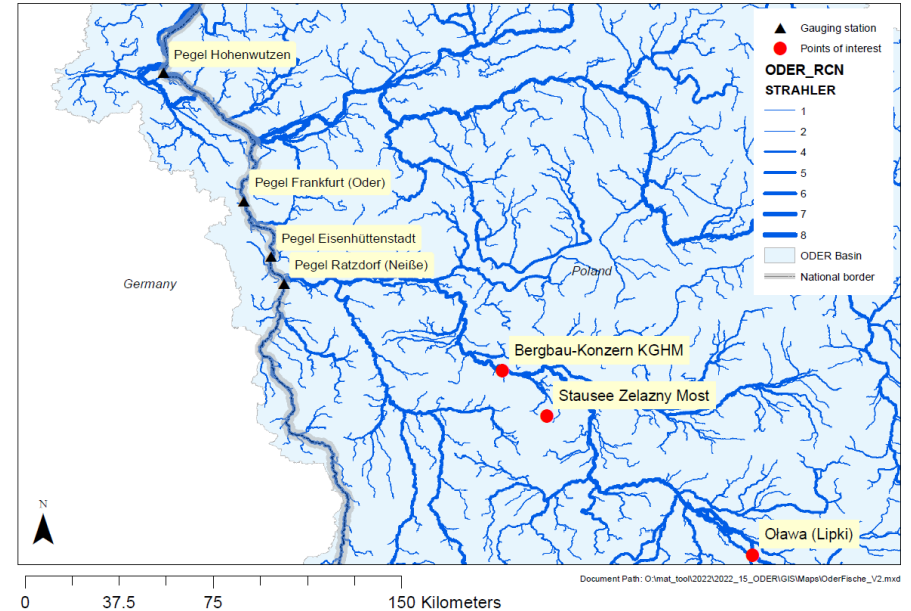 Pegel Hohenwutzen
Pegel Frankfurt (Oder)
Pegel Eisenhüttenstadt
Pegel Ratzdorf (Neiße)
Germany
Poland
Bergbau-Konzern KGHM
Stausee Zelazny Most
Oława (Lipki)
Gauging station
Points of interest
ODER_RCN
STRAHLER
1
2
4
5
6
7
8
ODER Basin
National border
N
0 37.5 75 150 Kilometers
Document Path: O:\mat_tool\2022\2022_15_ODER\GIS\Maps\OderFische_V2.mxd